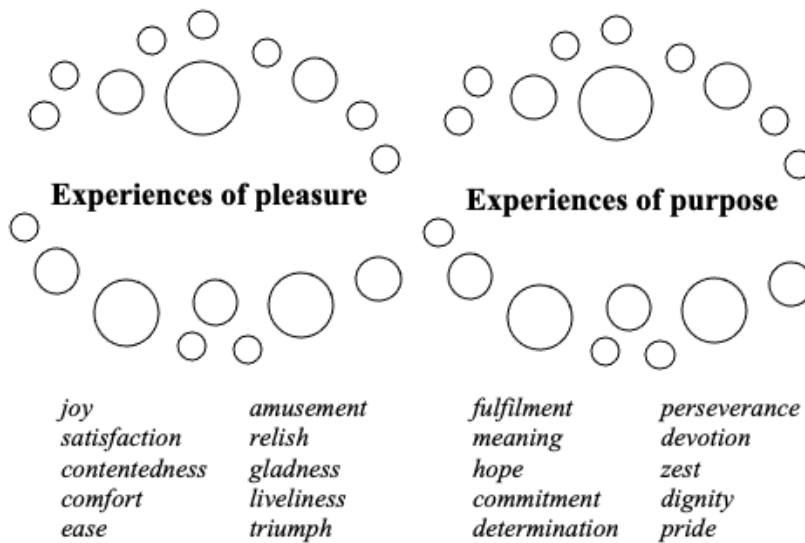 Experiences of pleasure
joy
satisfaction
contentedness
comfort
ease
amusement
relish
gladness
liveliness
triumph
Experiences of purpose
fulfilment
meaning
hope
commitment
determination
perseverance
devotion
zest
dignity
pride